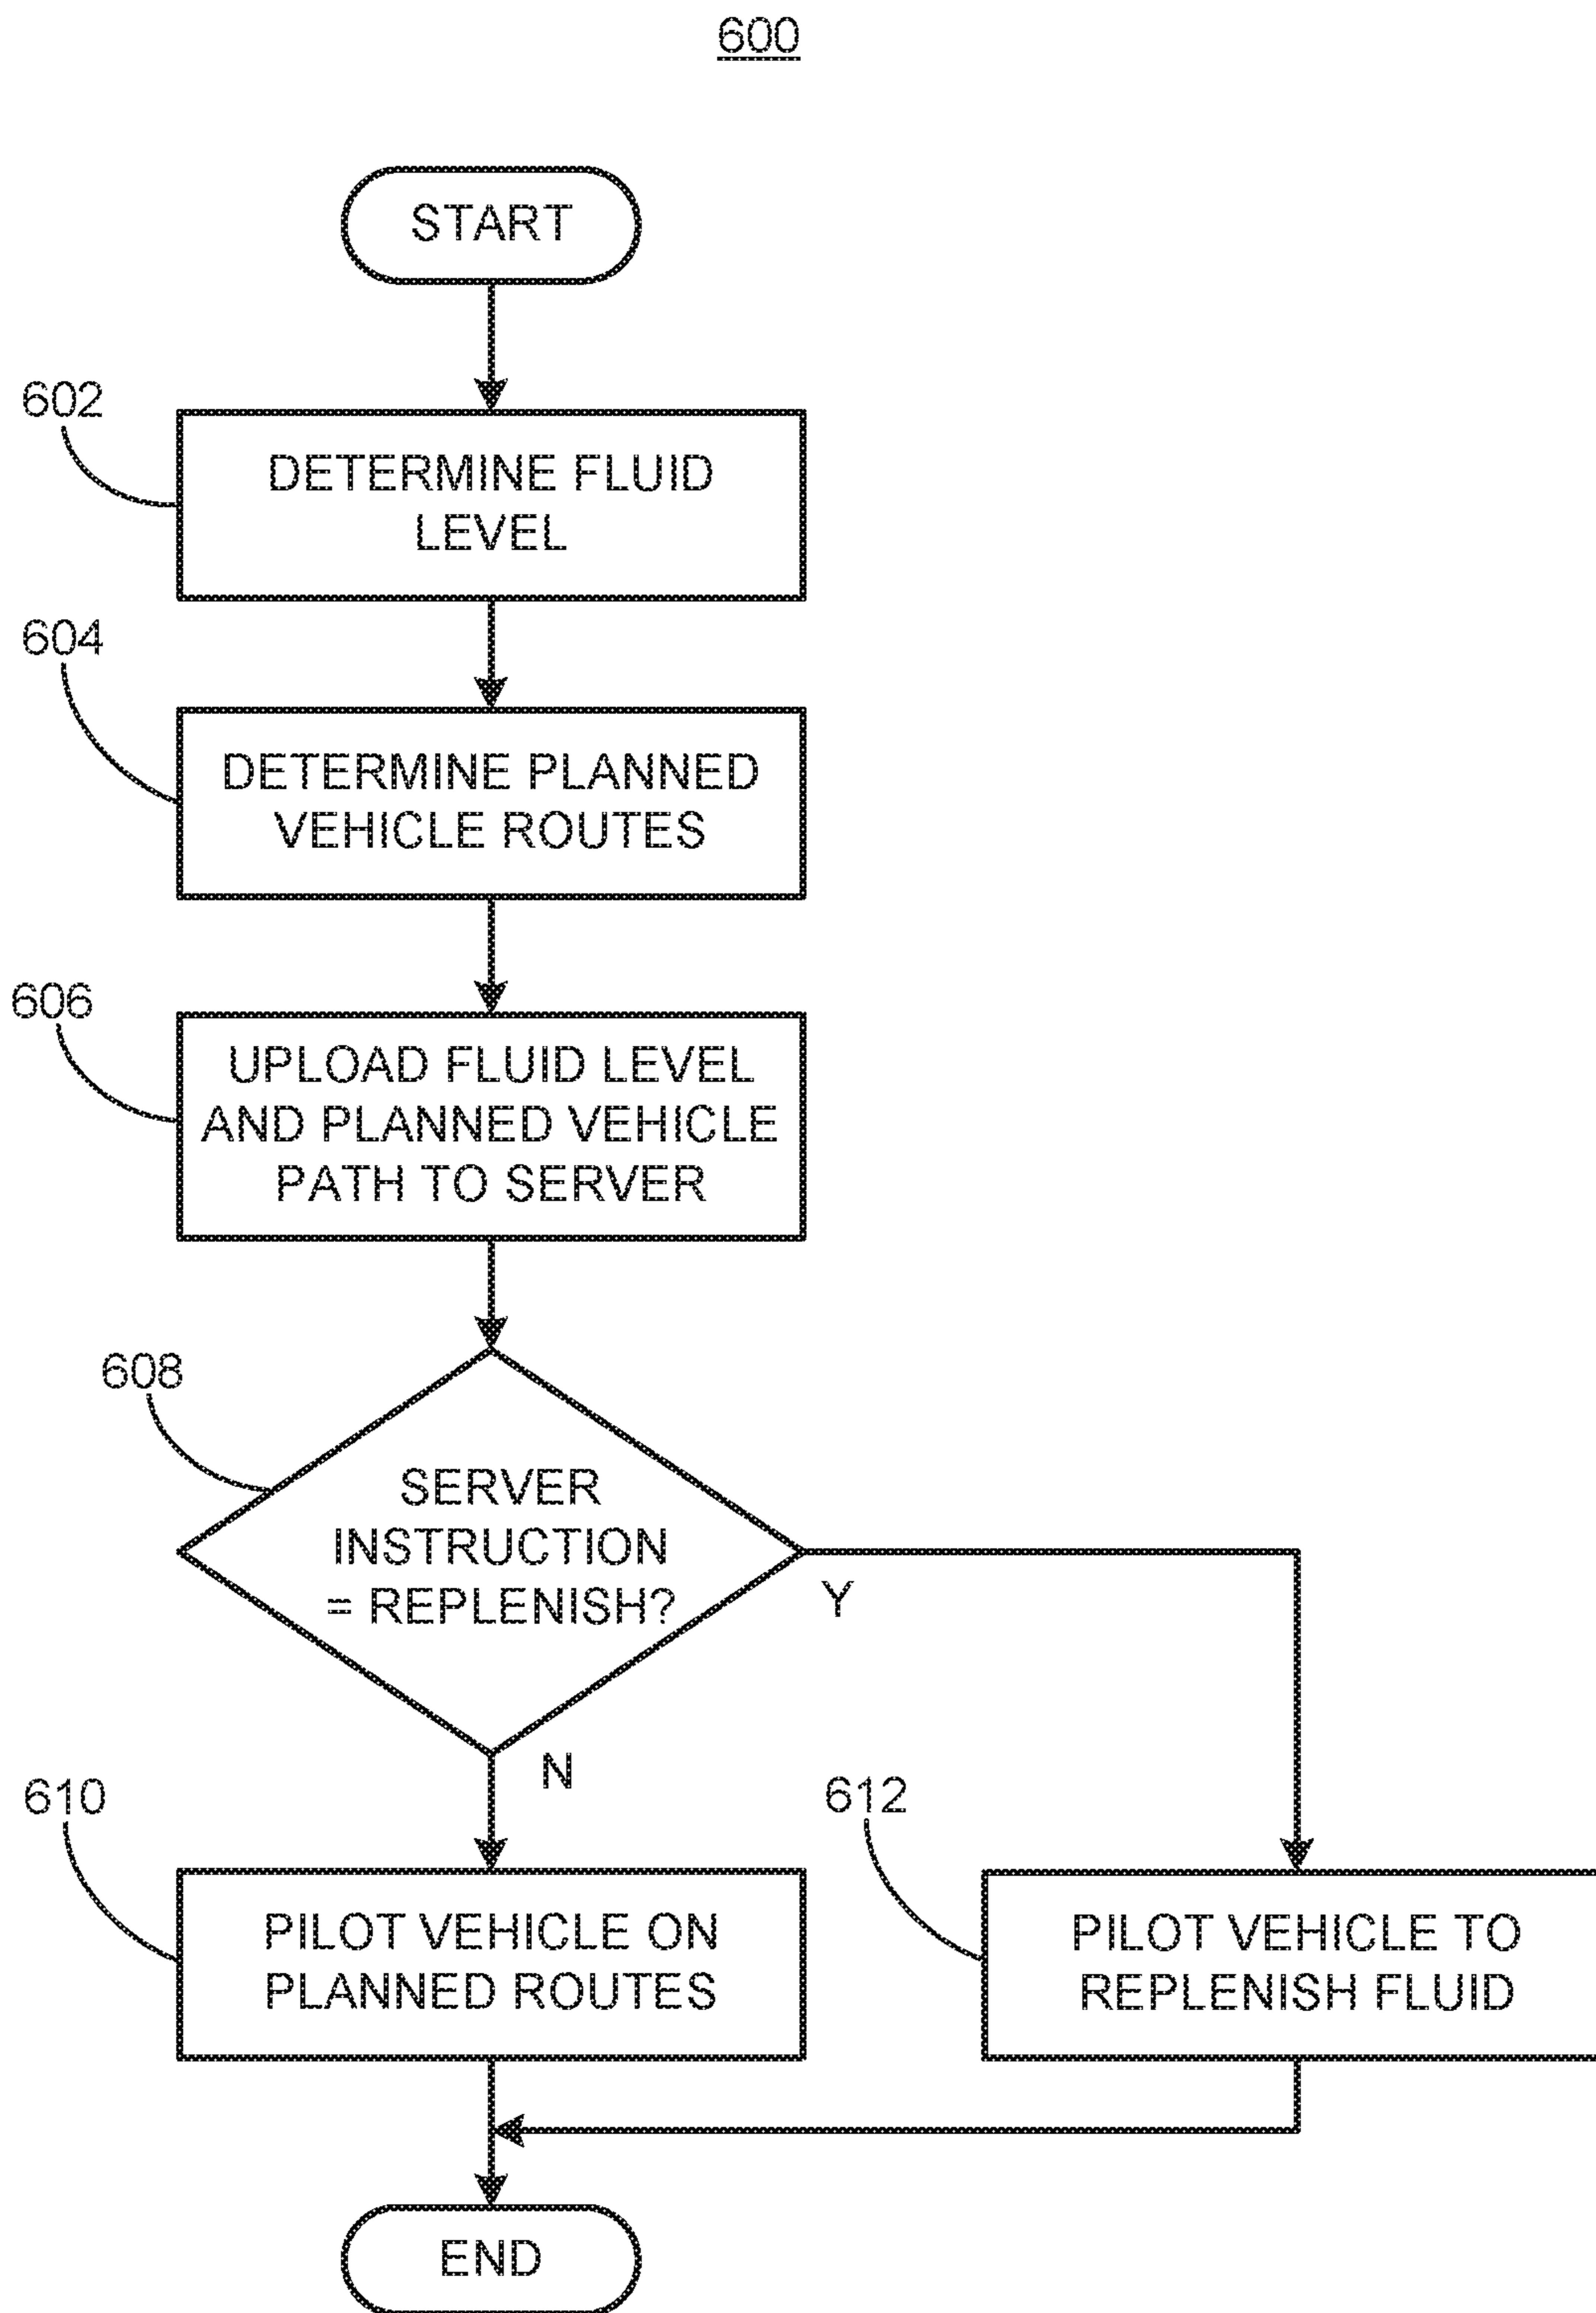 600
START
602
DETERMINE FLUID
LEVEL
604
DETERMINE PLANNED
VEHICLE ROUTES
606
UPLOAD FLUID LEVEL
AND PLANNED VEHICLE
PATH TO SERVER
608
SERVER
INSTRUCTION
= REPLENISH?
Y
N
610
PILOT VEHICLE ON
PLANNED ROUTES
612
PILOT VEHICLE TO
REPLENISH FLUID
END